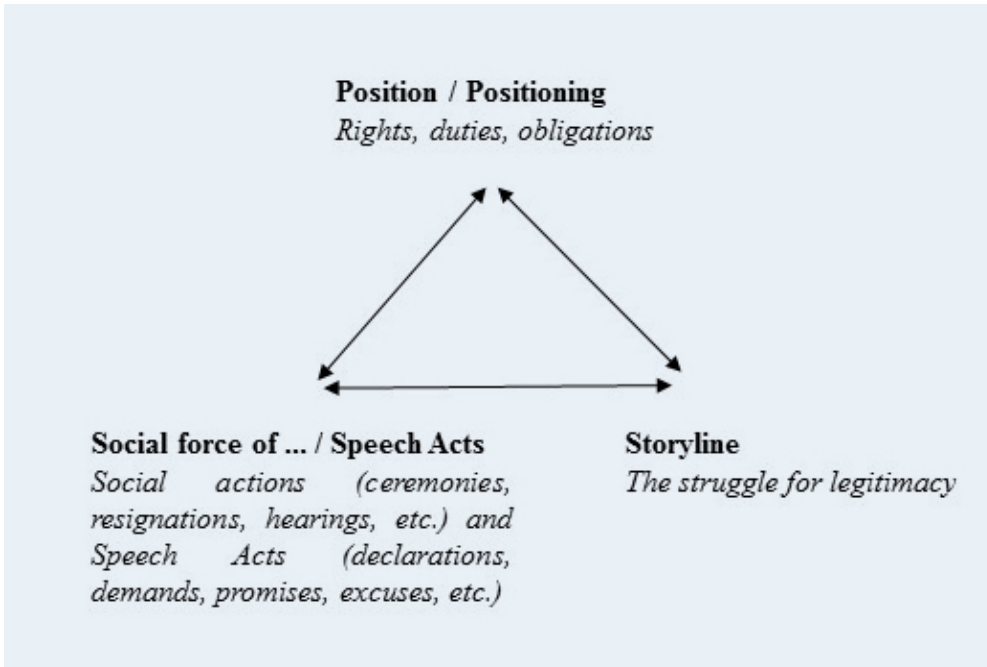 Position / Positioning
Rights, duties, obligations
Social force of ... / Speech Acts
Social actions (ceremonies,
resignations, hearings, etc.) and
Speech Acts (declarations,
demands, promises, excuses, etc.)
Storyline
The struggle for legitimacy